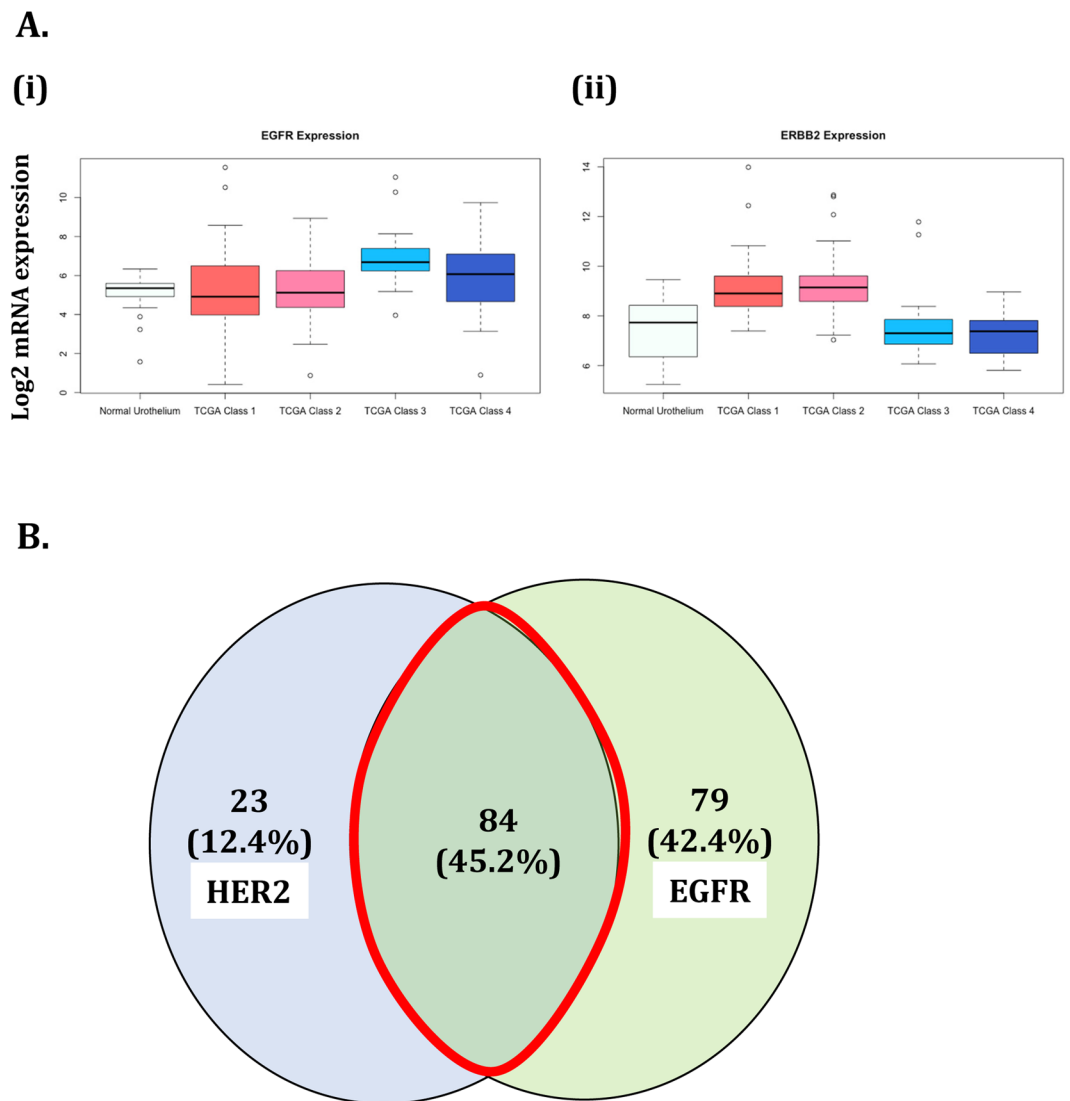 A.
(i)
(ii)
EGFR Expression
ERBB2 Expression
Log2 mRNA expression
10
8
6
4
2
0
Normal Urothelium TCGA Class 1 TCGA Class 2 TCGA Class 3 TCGA Class 4
14
12
10
8
6
Normal Urothelium TCGA Class 1 TCGA Class 2 TCGA Class 3 TCGA Class 4
B.
23
(12.4%)
HER2
84
(45.2%)
79
(42.4%)
EGFR